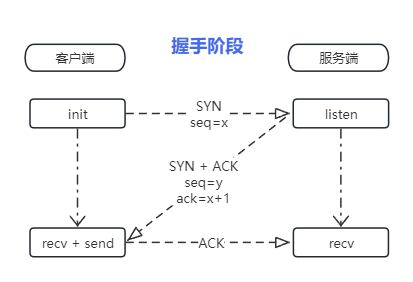 握手阶段
客户端
服务端
init
SYN
seq=x
listen
SYN + ACK
seq=y
ack=x+1
recv + send
ACK
recv